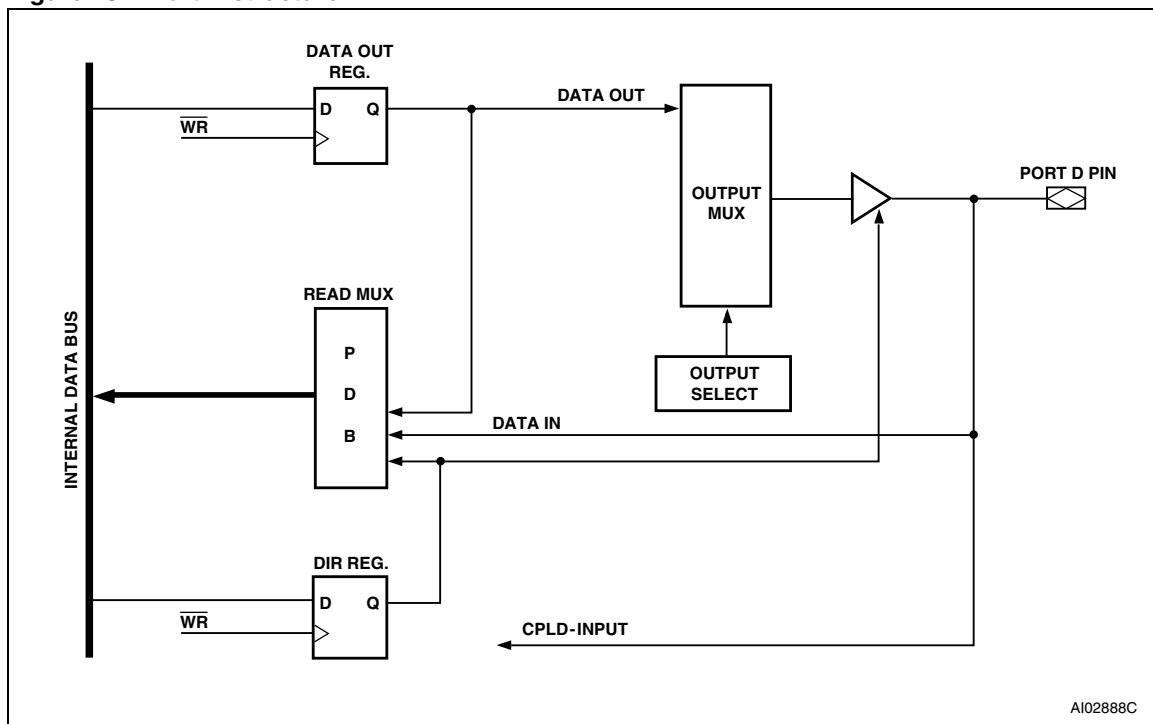 DATA OUT
REG.
D Q
WR
DATA OUT
OUTPUT
MUX
PORT D PIN
READ MUX
P
D
B
INTERNAL DATA BUS
OUTPUT
SELECT
DATA IN
DIR REG.
D Q
WR
CPLD-INPUT
AI02888C